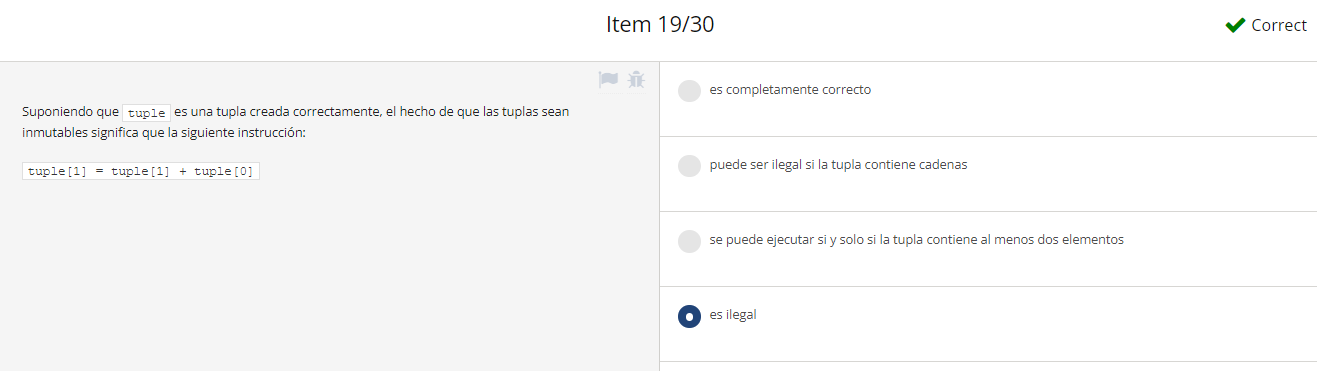 Item 19/30
Correct
Suponiendo que tuple es una tupla creada correctamente, el hecho de que las tuplas sean
inmutables significa que la siguiente instrucción:
tuple[1] = tuple[1] + tuple[0]
es completamente correcto
puede ser ilegal si la tupla contiene cadenas
se puede ejecutar si y solo si la tupla contiene al menos dos elementos
es ilegal